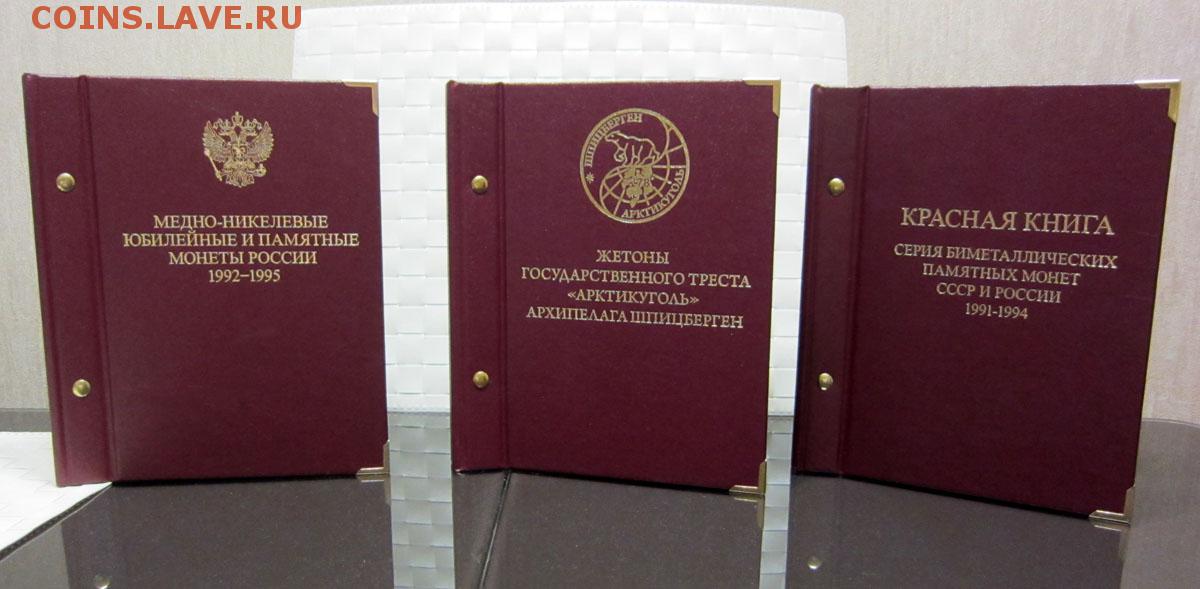 COINS.LAVE.RU
МЕДНО-НИКЕЛЕВЫЕ
ЮБИЛЕЙНЫЕ И ПАМЯТНЫЕ
МОНЕТЫ РОССИИ
1992–1995
ШПИЦБЕРГЕН
78
АРКТИКУГОЛЬ
ЖЕТОНЫ
ГОСУДАРСТВЕННОГО ТРЕСТА
«АРКТИКУГОЛЬ»
АРХИПЕЛАГА ШПИЦБЕРГЕН
КРАСНАЯ КНИГА
СЕРИЯ БИМЕТАЛЛИЧЕСКИХ
ПАМЯТНЫХ МОНЕТ
СССР И РОССИИ
1991-1994